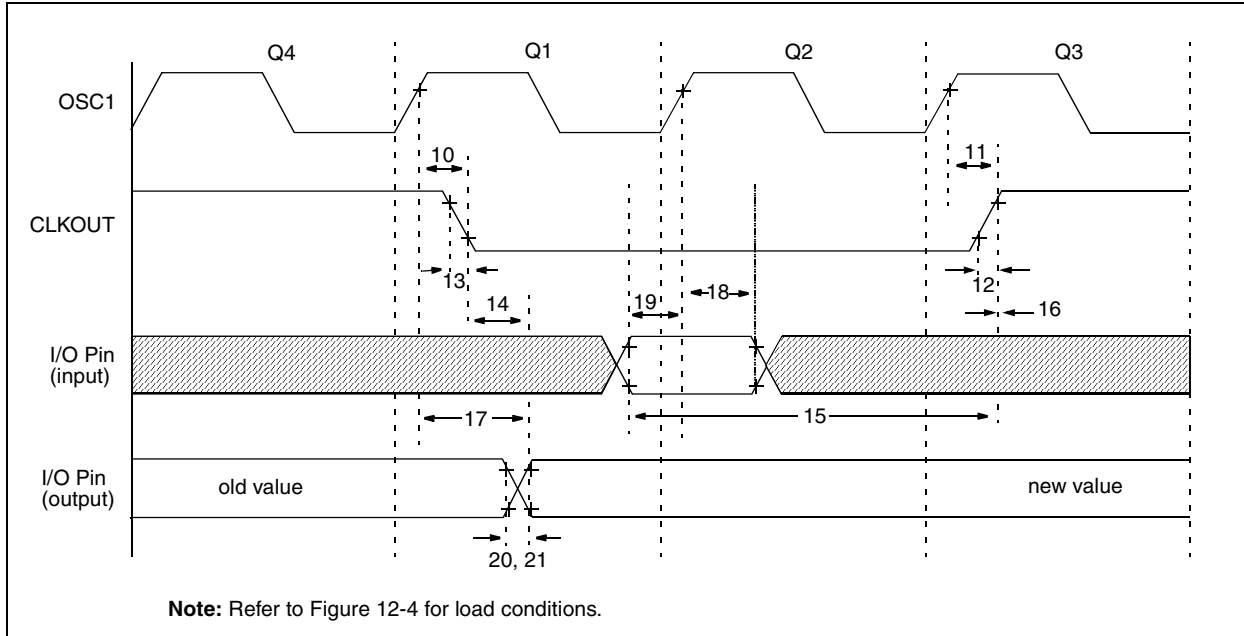 Q4 Q1 Q2 Q3
OSC1
10 11
CLKOUT
13 12
14 19 18 16
I/O Pin
(input)
17 15
I/O Pin
(output)
old value new value
20, 21
Note: Refer to Figure 12-4 for load conditions.